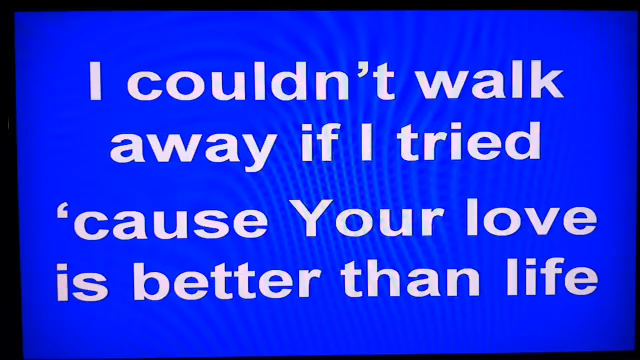 I couldn’t walk
away if I tried
‘cause Your love
is better than life